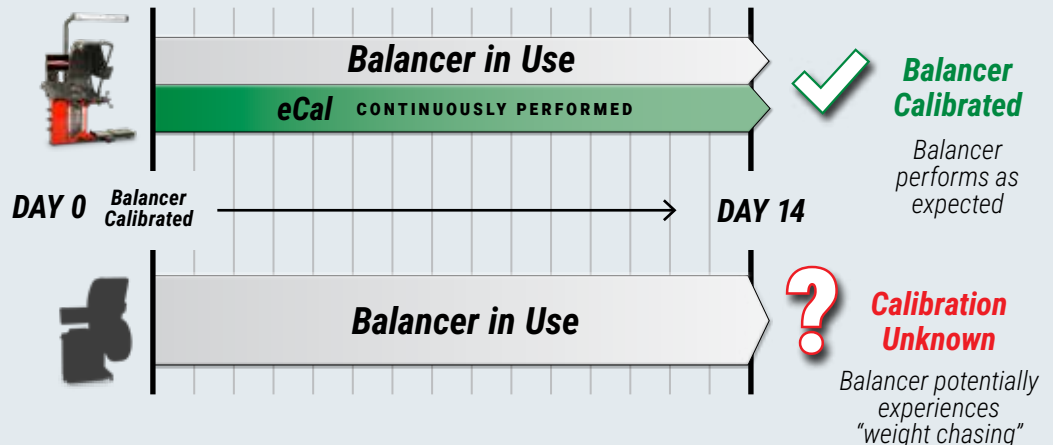 Balancer in Use
eCal CONTINUOUSLY PERFORMED
Balancer
Calibrated
Balancer
performs as
expected
DAY 0
Balancer
Calibrated
DAY 14
Balancer in Use
?
Calibration
Unknown
Balancer potentially
experiences
“weight chasing”